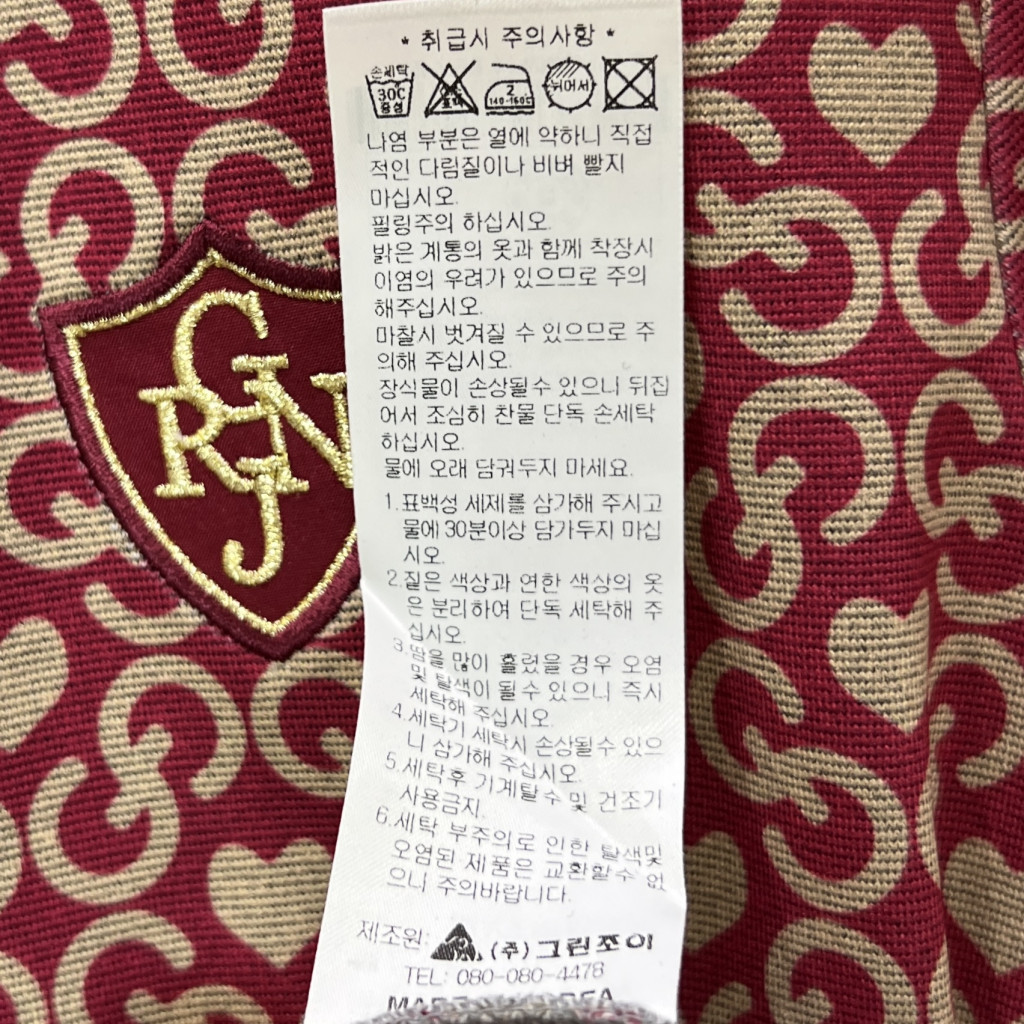 * 취급시 주의사항 *
손세탁
30C
중성
표백
2
140-160℃
뉘어서
나염 부분은 열에 약하니 직접
적인 다림질이나 비벼 빨지
마십시오.
필링주의 하십시오.
밝은 계통의 옷과 함께 착장시
이염의 우려가 있으므로 주의
해주십시오.
마찰시 벗겨질 수 있으므로 주
의해 주십시오.
장식물이 손상될수 있으니 뒤집
어서 조심히 찬물 단독 손세탁
하십시오.
물에 오래 담궈두지 마세요.
1.표백성 세제를 삼가해 주시고
물에 30분이상 담가두지 마십
시오.
2.짙은 색상과 연한 색상의 옷
은 분리하여 단독 세탁해 주
십시오.
3.땀을 많이 흘렸을 경우 오염
및 탈색이 될수 있으니 즉시
세탁해 주십시오.
4.세탁기 세탁시 손상될수 있으
니 삼가해 주십시오.
5.세탁후 기계탈수 및 건조기
사용금지.
6.세탁 부주의로 인한 탈색및
오염된 제품은 교환할수 없
으니 주의바랍니다.
제조원: (주)그린조이
TEL: 080-080-4478
MADE IN KOREA
G
RHN
J